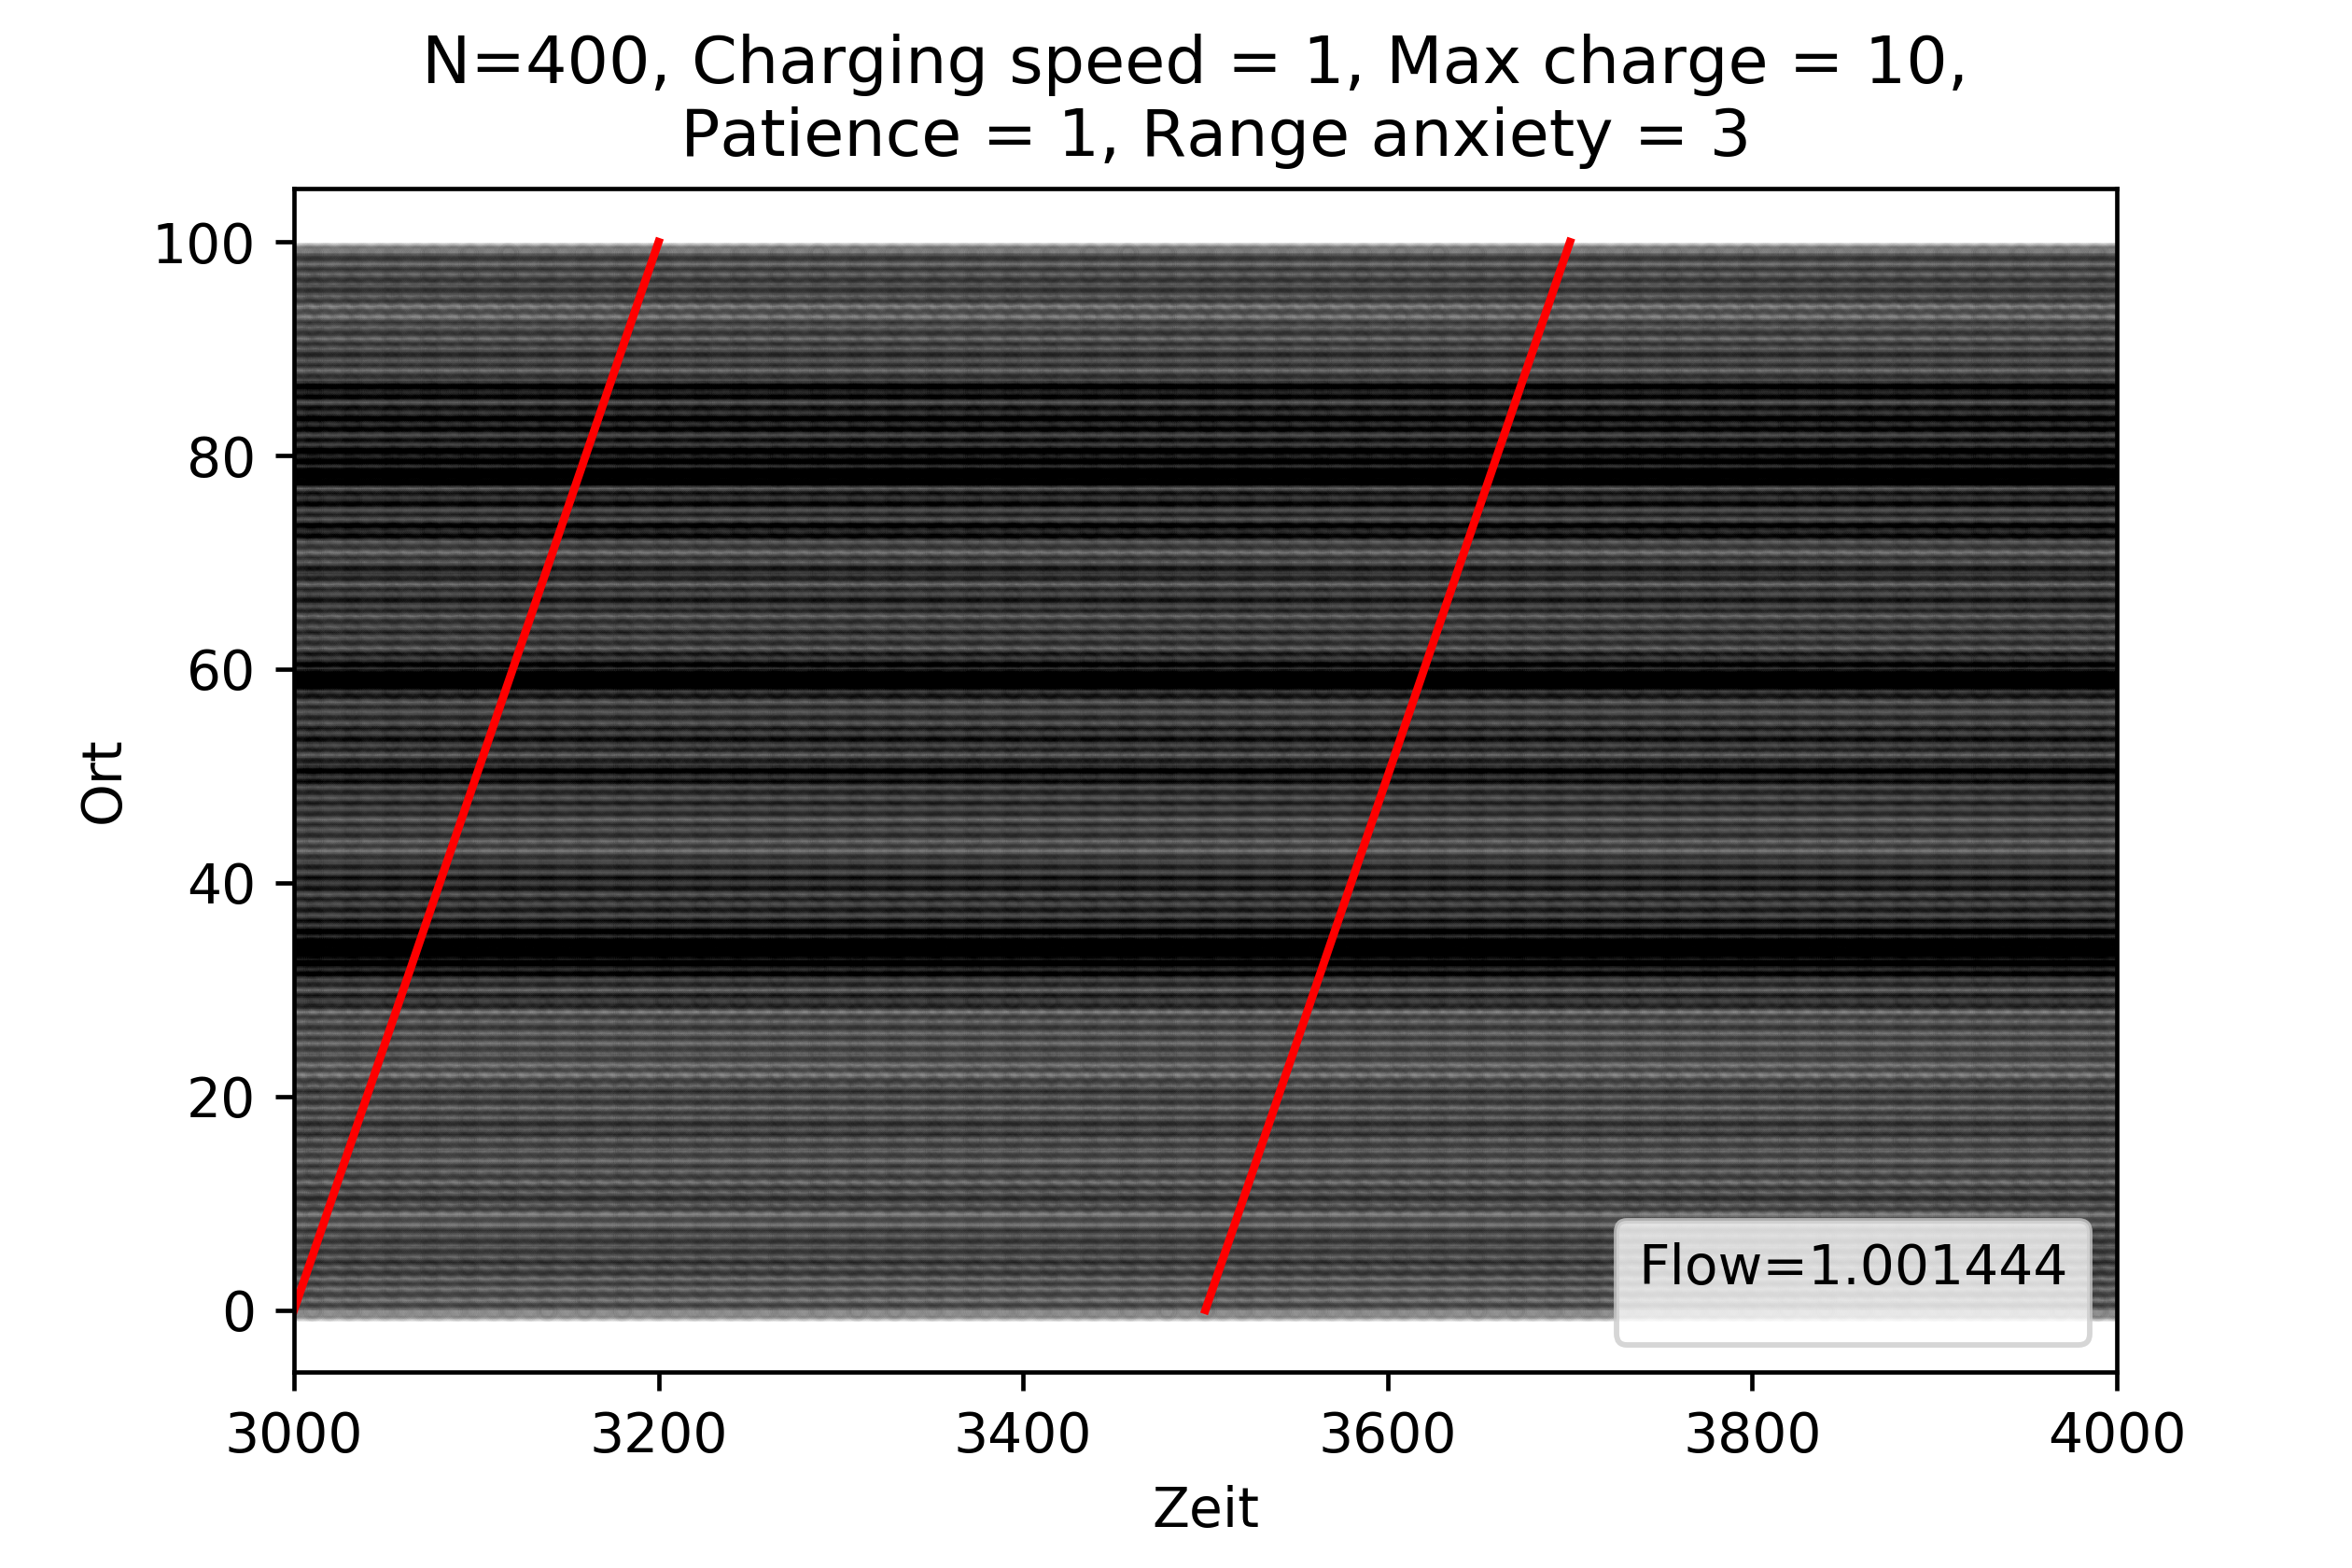 N=400, Charging speed = 1, Max charge = 10,
Patience = 1, Range anxiety = 3
100
80
60
40
20
0
Ort
Flow=1.001444
3000 3200 3400 3600 3800 4000
Zeit